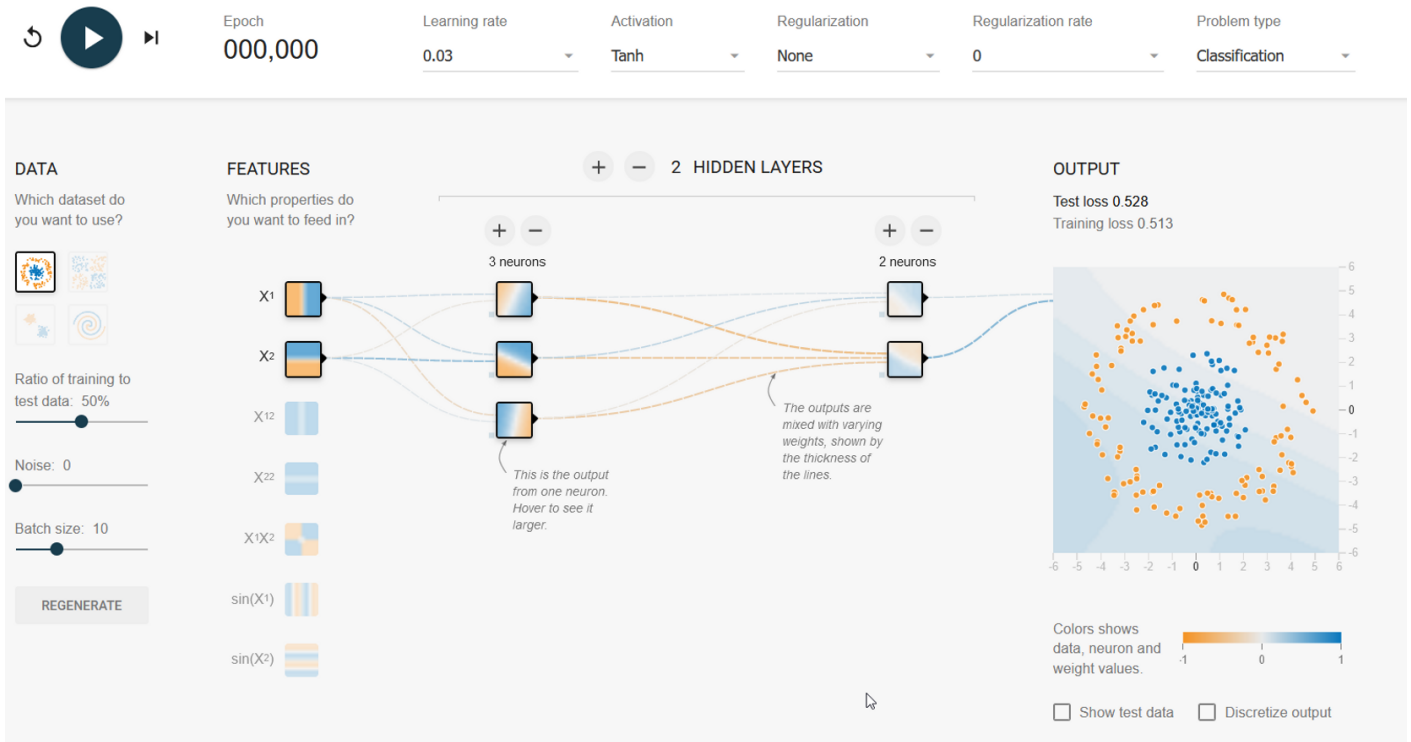 Epoch
000,000
Learning rate
0.03
Activation
Tanh
Regularization
None
Regularization rate
0
Problem type
Classification
DATA
Which dataset do
you want to use?
Ratio of training to
test data: 50%
Noise: 0
Batch size: 10
REGENERATE
FEATURES
Which properties do
you want to feed in?
X1
X2
X12
X22
X1X2
sin(X1)
sin(X2)
+ − 2 HIDDEN LAYERS
+ −
3 neurons
+ −
2 neurons
This is the output
from one neuron.
Hover to see it
larger.
The outputs are
mixed with varying
weights, shown by
the thickness of
the lines.
OUTPUT
Test loss 0.528
Training loss 0.513
6
5
4
3
2
1
0
-1
-2
-3
-4
-5
-6
-6 -5 -4 -3 -2 -1 0 1 2 3 4 5 6
Colors shows
data, neuron and
weight values.
-1 0 1
Show test data
Discretize output